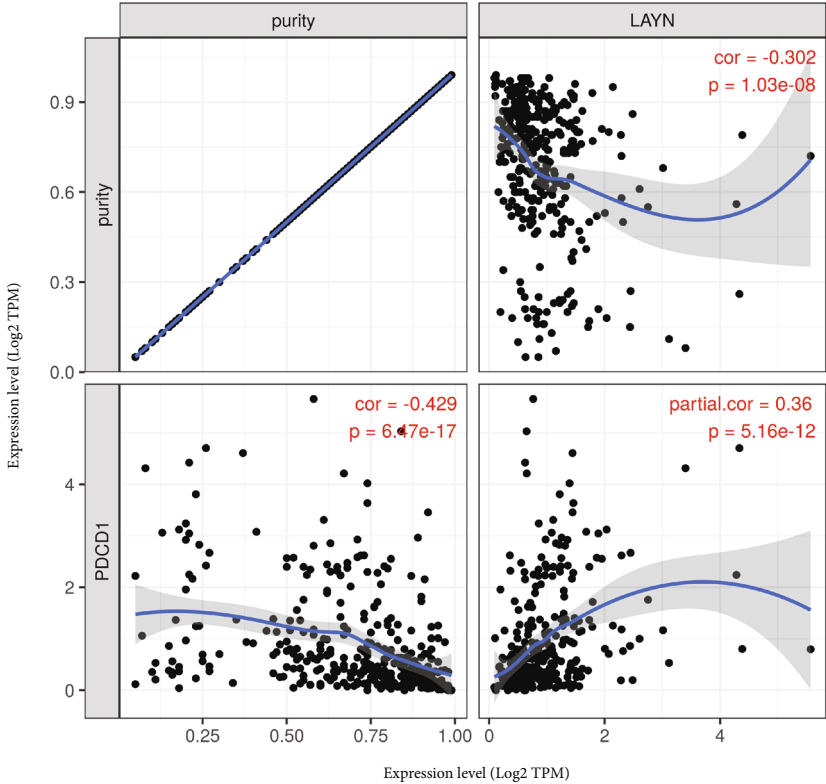 purity
LAYN
purity
0.9
0.6
0.3
0.0
cor = -0.302
p = 1.03e-08
Expression level (Log2 TPM)
PDCD1
4
2
0
cor = -0.429
p = 6.47e-17
partial.cor = 0.36
p = 5.16e-12
0.25 0.50 0.75 1.00
0 2 4
Expression level (Log2 TPM)